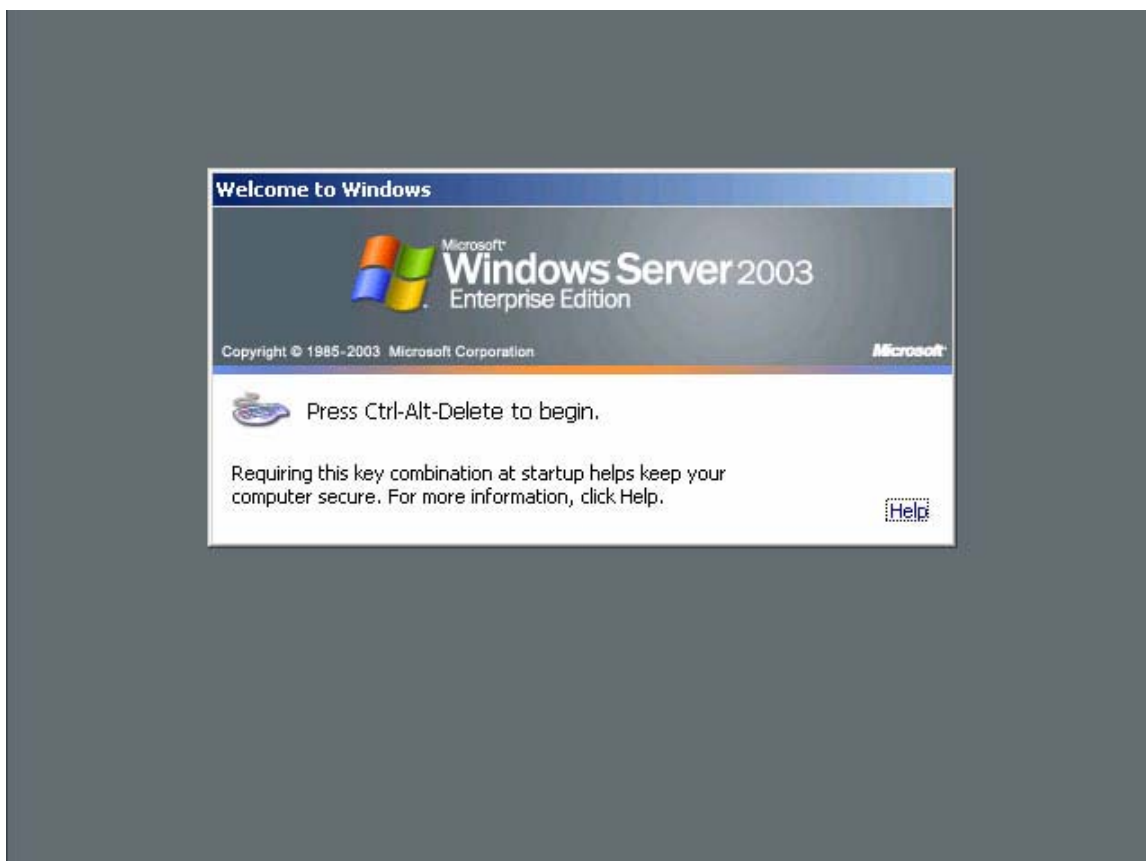 Welcome to Windows
Microsoft
Windows Server 2003
Enterprise Edition
Copyright © 1985-2003 Microsoft Corporation
Microsoft
Press Ctrl-Alt-Delete to begin.
Requiring this key combination at startup helps keep your
computer secure. For more information, click Help.
Help